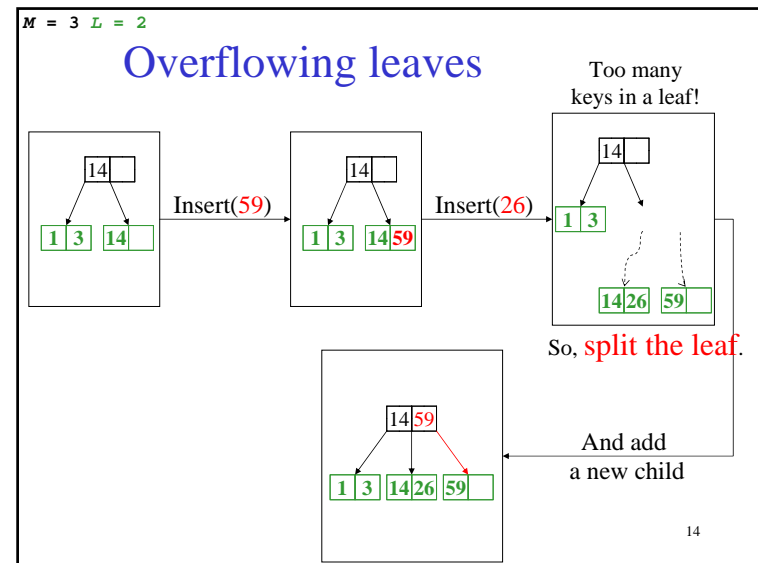 M = 3 L = 2
Overflowing leaves
Too many
keys in a leaf!
14
1 3 14
Insert(59)
14
1 3 14 59
Insert(26)
14
1 3
14 26 59
So, split the leaf.
And add
a new child
14 59
1 3 14 26 59
14